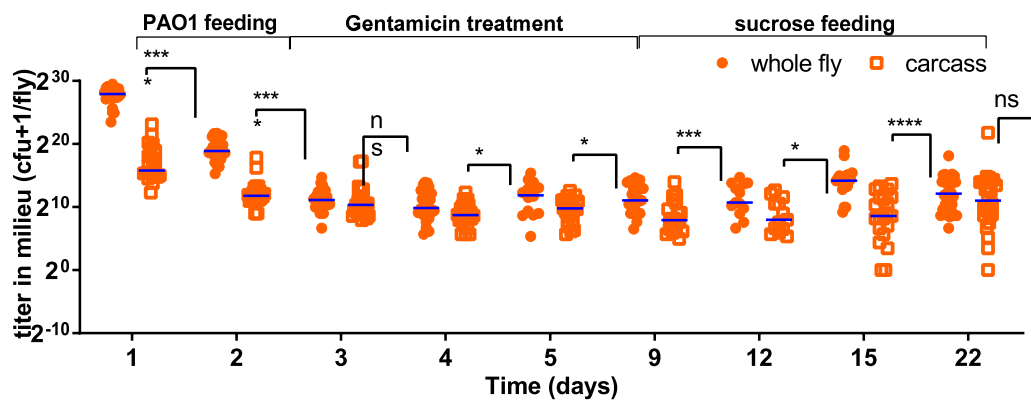 PAO1 feeding
Gentamicin treatment
sucrose feeding
whole fly
carcass
titer in milieu (cfu+1/fly)
2^30
2^20
2^10
2^0
2^-10
***
*
***
*
n
s
*
*
***
*
****
ns
1 2 3 4 5 9 12 15 22
Time (days)